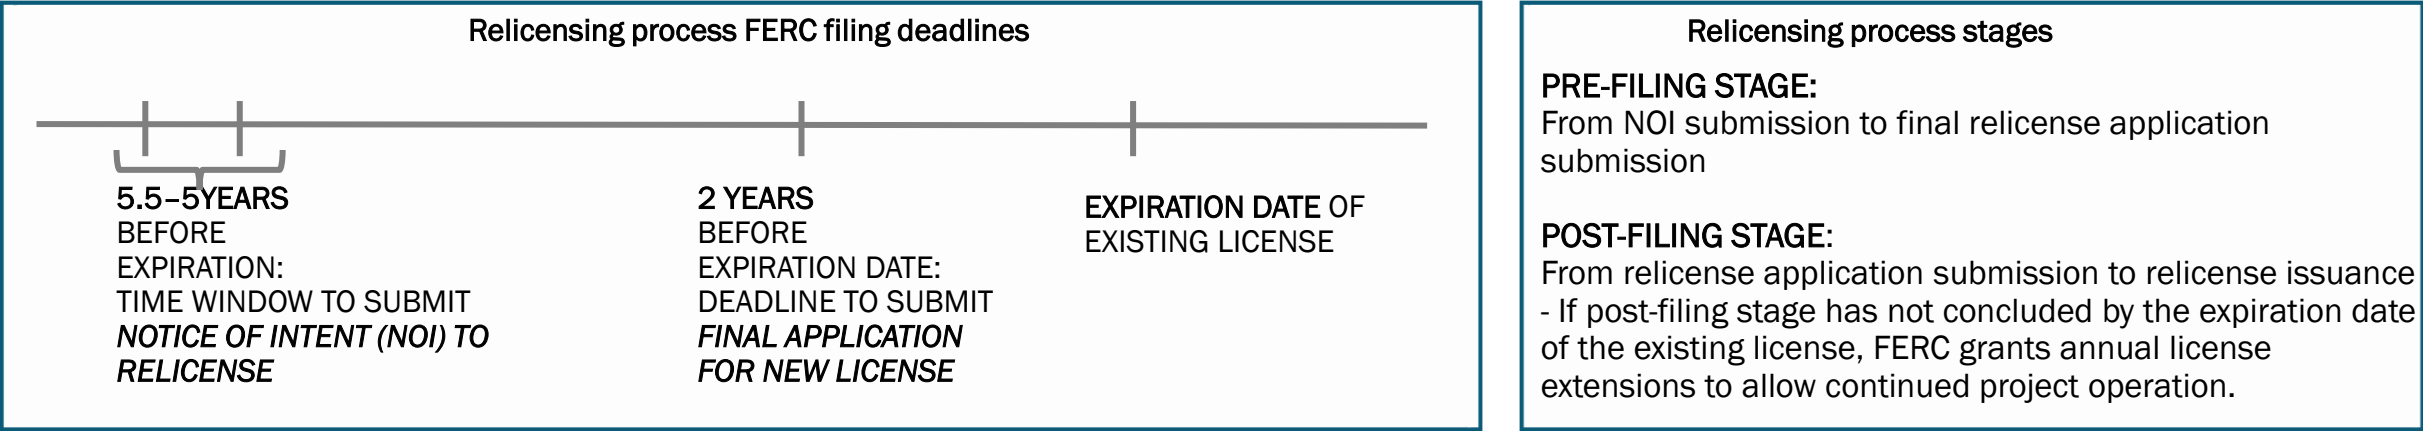 Relicensing process FERC filing deadlines
5.5–5YEARS
BEFORE
EXPIRATION:
TIME WINDOW TO SUBMIT
NOTICE OF INTENT (NOI) TO
RELICENSE
2 YEARS
BEFORE
EXPIRATION DATE:
DEADLINE TO SUBMIT
FINAL APPLICATION
FOR NEW LICENSE
EXPIRATION DATE OF
EXISTING LICENSE
Relicensing process stages
PRE-FILING STAGE:
From NOI submission to final relicense application
submission
POST-FILING STAGE:
From relicense application submission to relicense issuance
- If post-filing stage has not concluded by the expiration date
of the existing license, FERC grants annual license
extensions to allow continued project operation.